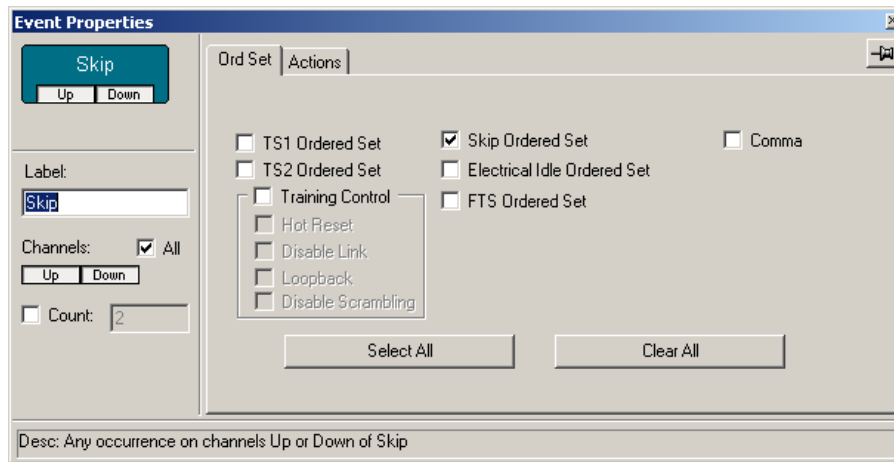 Event Properties
Skip
Up Down
Label:
Skip
Channels: All
Up Down
Count: 2
Ord Set Actions
TS1 Ordered Set Skip Ordered Set Comma
TS2 Ordered Set Electrical Idle Ordered Set
Training Control FTS Ordered Set
Hot Reset
Disable Link
Loopback
Disable Scrambling
Select All Clear All
Desc: Any occurrence on channels Up or Down of Skip